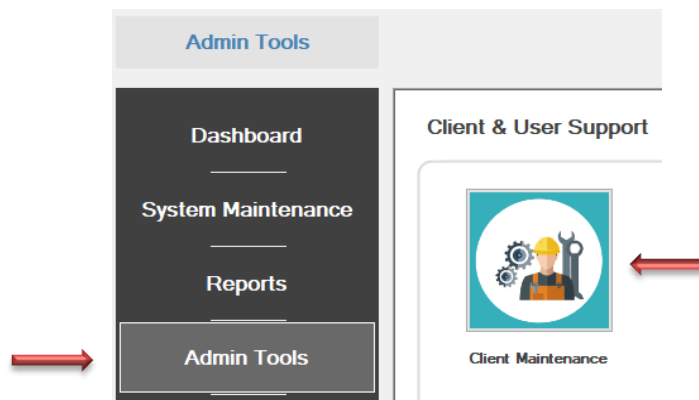 Admin Tools
Dashboard
System Maintenance
Reports
Admin Tools
Client & User Support
Client Maintenance